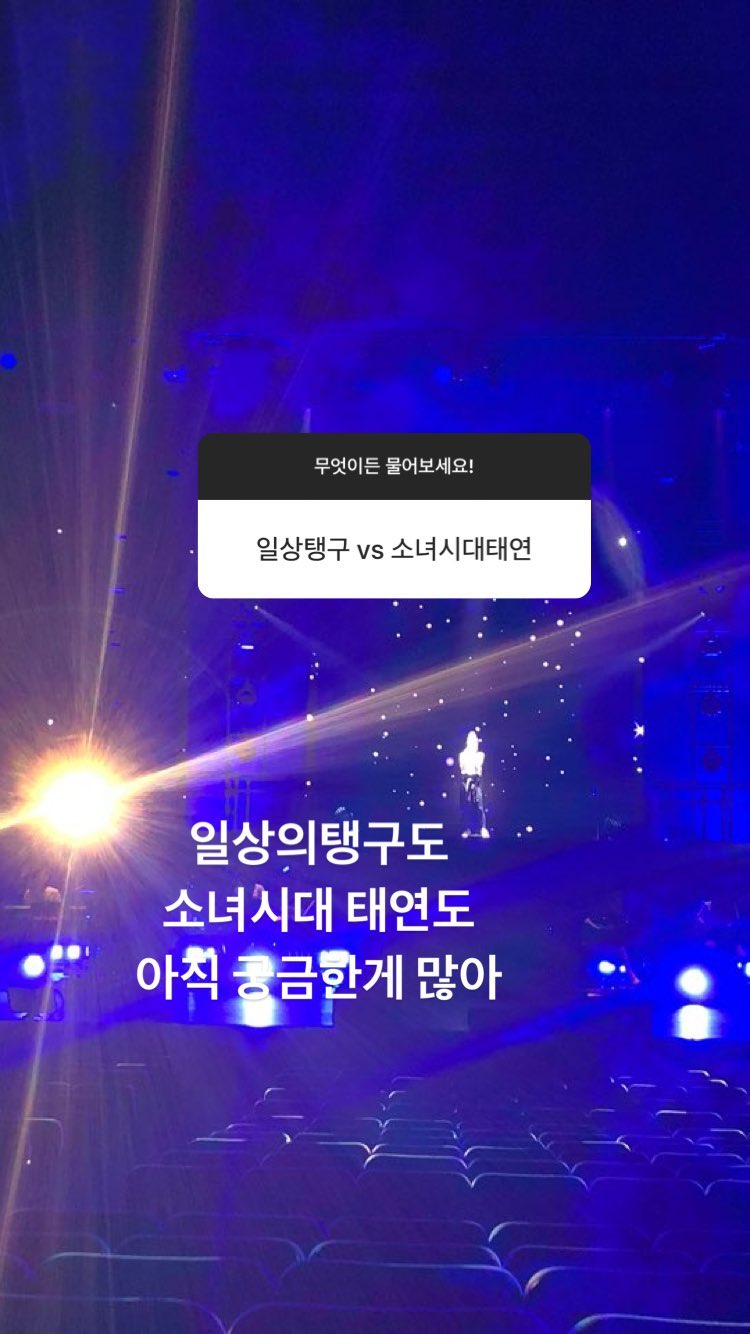 무엇이든 물어보세요!
일상탱구 vs 소녀시대태연
일상의탱구도
소녀시대 태연도
아직 궁금한게 많아